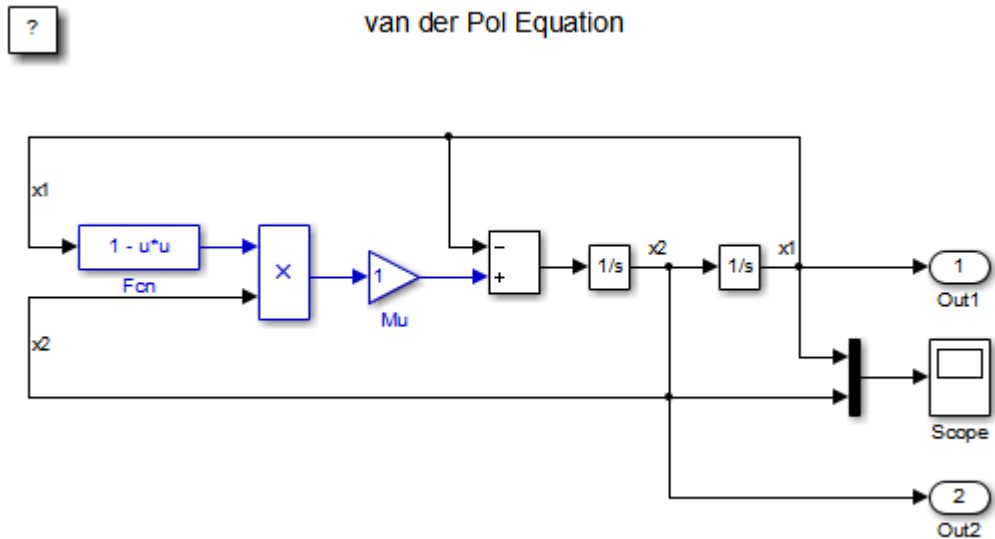 ?
van der Pol Equation
x1
1 - u*u
Fcn
×
1
Mu
−
+
1/s
x2
1/s
x1
1
Out1
x2
Scope
2
Out2